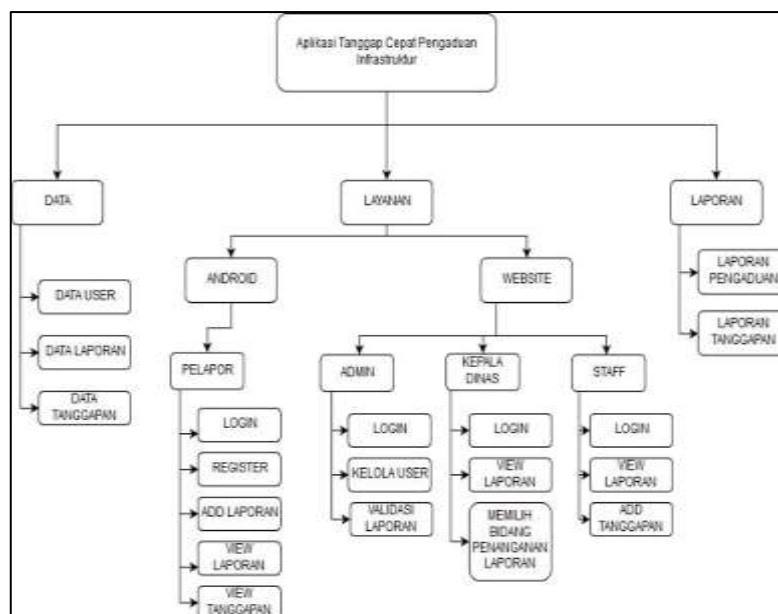 Aplikasi Tanggap Cepat Pengaduan
Infrastruktur
DATA
LAYANAN
LAPORAN
ANDROID
WEBSITE
LAPORAN
PENGADUAN
DATA USER
LAPORAN
TANGGAPAN
DATA LAPORAN
PELAPOR
ADMIN
KEPALA
DINAS
STAFF
DATA
TANGGAPAN
LOGIN
REGISTER
ADD LAPORAN
VIEW
LAPORAN
VIEW
TANGGAPAN
LOGIN
KELOLA USER
VALIDASI
LAPORAN
LOGIN
VIEW
LAPORAN
MEMILIH
BIDANG
PENANGANAN
LAPORAN
LOGIN
VIEW
LAPORAN
ADD
TANGGAPAN